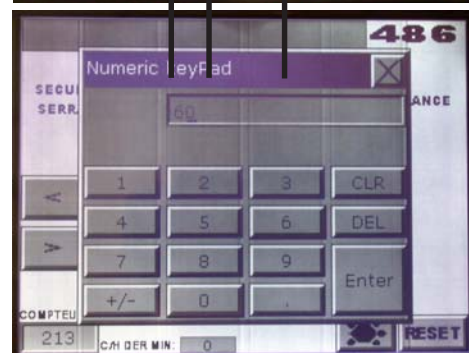 486
Numeric KeyPad
SECU
SERR
ANCE
60
1 2 3 CLR
4 5 6 DEL
7 8 9 Enter
+/- 0 .
<
>
COMPTEU
213
C/H DER MIN: 0
RESET